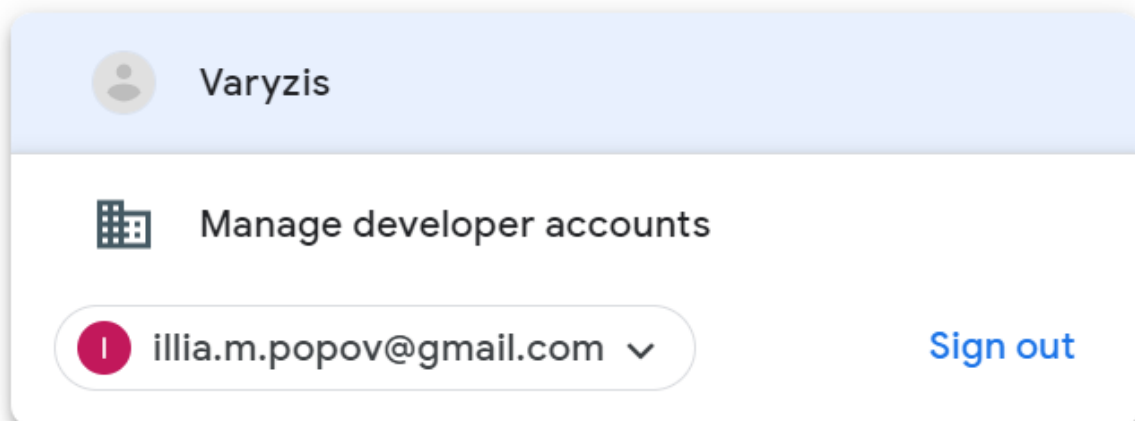 Varyzis
Manage developer accounts
I
illia.m.popov@gmail.com
Sign out